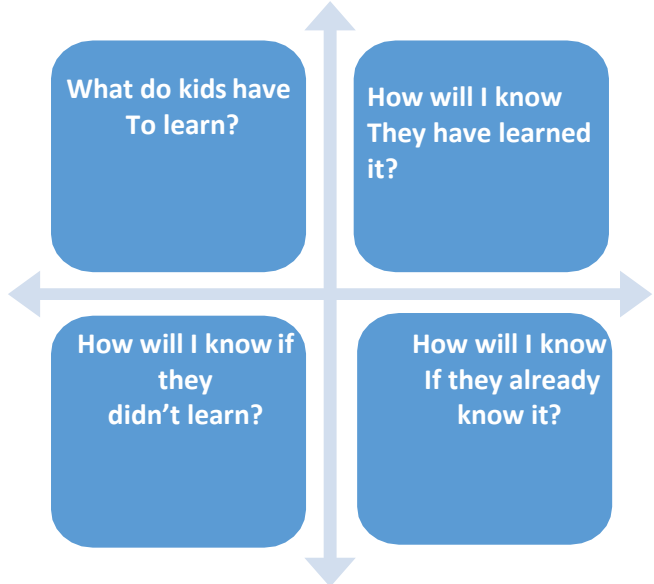 What do kids have
To learn?
How will I know
They have learned
it?
How will I know if
they
didn’t learn?
How will I know
If they already
know it?